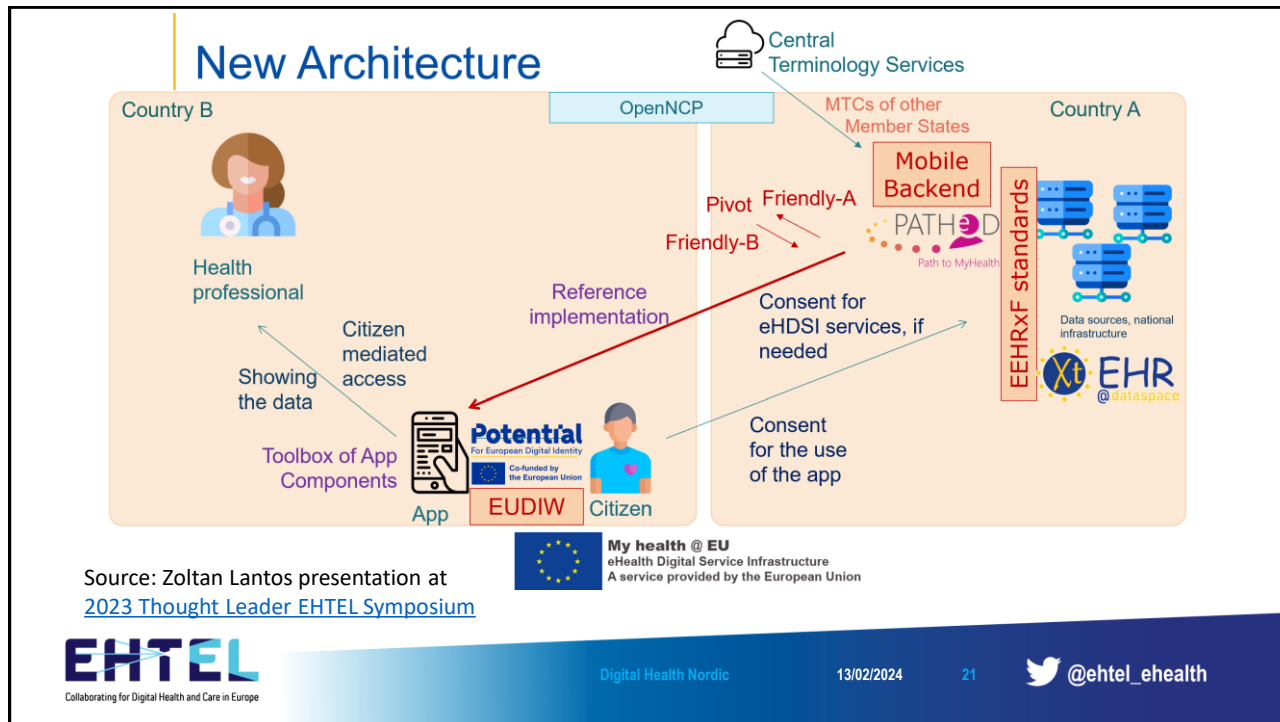 New Architecture
Central
Terminology Services
Country B
OpenNCP
MTCs of other
Member States
Country A
Mobile
Backend
Pivot
Friendly-A
Friendly-B
PATHeD
Path to MyHealth
EEHRxF standards
Data sources, national
infrastructure
Xt
EHR
@dataspace
Health
professional
Reference
implementation
Consent for
eHDSI services, if
needed
Citizen
mediated
access
Showing
the data
Consent
for the use
of the app
Toolbox of App
Components
Potential
For European Digital Identity
Co-funded by
the European Union
App
EUDIW
Citizen
My health @ EU
eHealth Digital Service Infrastructure
A service provided by the European Union
Source: Zoltan Lantos presentation at
2023 Thought Leader EHTEL Symposium
EHTEL
Collaborating for Digital Health and Care in Europe
Digital Health Nordic
13/02/2024
21
@ehtel_ehealth